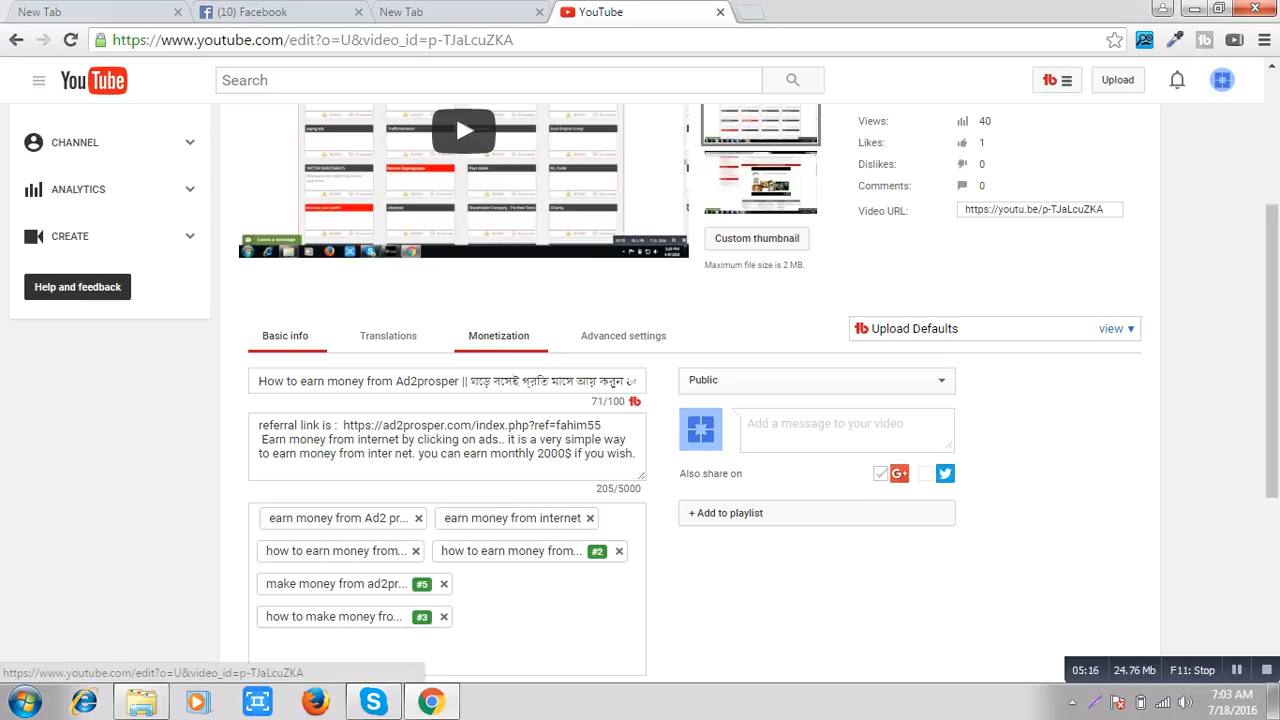 New Tab
(10) Facebook
New Tab
YouTube
https://www.youtube.com/edit?o=U&video_id=p-TJaLcuZKA
YouTube
Search
Upload
CHANNEL
ANALYTICS
CREATE
Help and feedback
Views: 40
Likes: 1
Dislikes: 0
Comments: 0
Video URL: https://youtu.be/p-TJaLcuZKA
Custom thumbnail
Maximum file size is 2 MB.
Basic info
Translations
Monetization
Advanced settings
tb Upload Defaults
view
How to earn money from Ad2prosper || ঘড়ে বসেই প্রতি মাসে আয় করুন
71/100
referral link is : https://ad2prosper.com/index.php?ref=fahim55
Earn money from internet by clicking on ads.. it is a very simple way
to earn money from inter net. you can earn monthly 2000$ if you wish.
205/5000
earn money from Ad2 pr...
earn money from internet
how to earn money from...
how to earn money from... #2
make money from ad2pr... #5
how to make money fro... #3
Public
Add a message to your video
Also share on
G+
+ Add to playlist
https://www.youtube.com/edit?o=U&video_id=p-TJaLcuZKA
05:16
24.76 Mb
F11: Stop
7:03 AM
7/18/2016